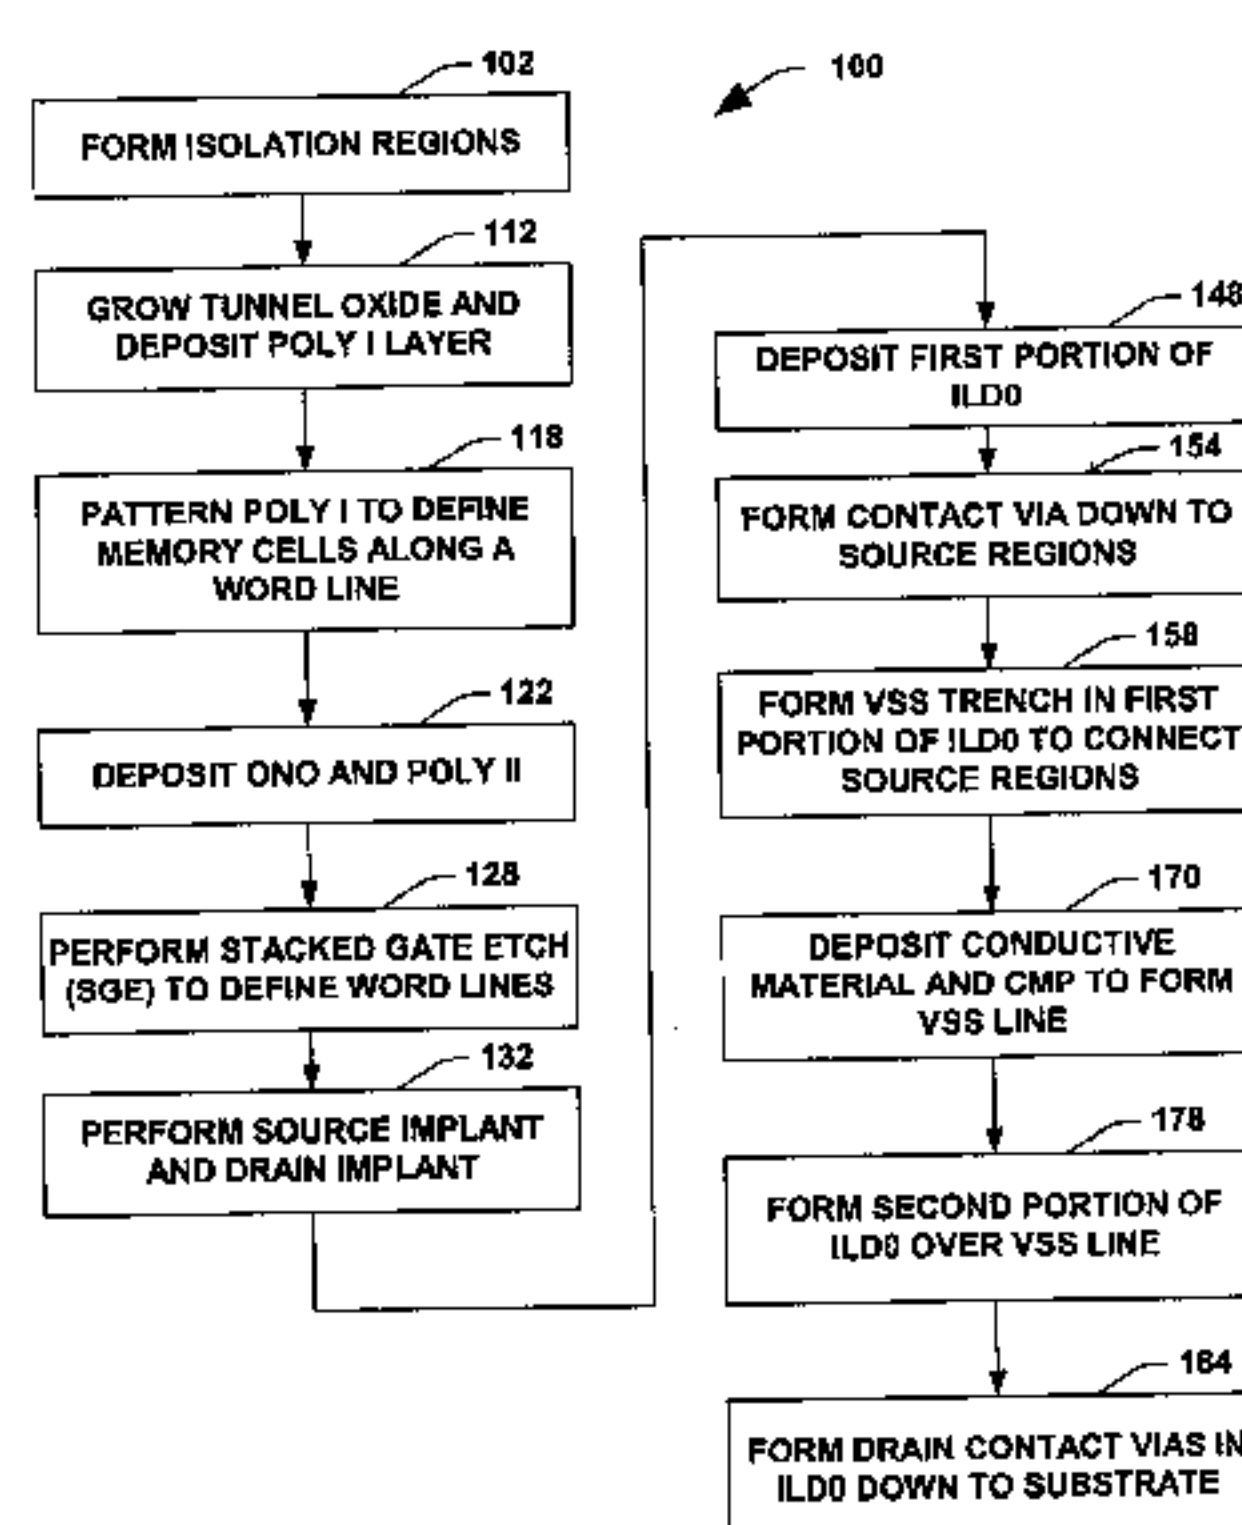 100
102
FORM ISOLATION REGIONS
112
GROW TUNNEL OXIDE AND
DEPOSIT POLY I LAYER
118
PATTERN POLY I TO DEFINE
MEMORY CELLS ALONG A
WORD LINE
122
DEPOSIT ONO AND POLY II
128
PERFORM STACKED GATE ETCH
(SGE) TO DEFINE WORD LINES
132
PERFORM SOURCE IMPLANT
AND DRAIN IMPLANT
148
DEPOSIT FIRST PORTION OF
ILD0
154
FORM CONTACT VIA DOWN TO
SOURCE REGIONS
158
FORM VSS TRENCH IN FIRST
PORTION OF ILD0 TO CONNECT
SOURCE REGIONS
170
DEPOSIT CONDUCTIVE
MATERIAL AND CMP TO FORM
VSS LINE
178
FORM SECOND PORTION OF
ILD0 OVER VSS LINE
184
FORM DRAIN CONTACT VIAS IN
ILD0 DOWN TO SUBSTRATE